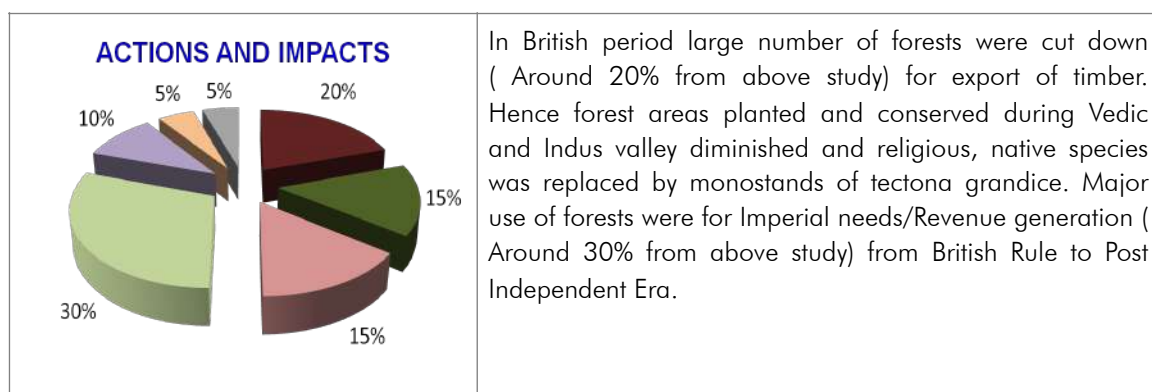 ACTIONS AND IMPACTS
5%
5%
20%
10%
15%
30%
15%
In British period large number of forests were cut down
( Around 20% from above study) for export of timber.
Hence forest areas planted and conserved during Vedic
and Indus valley diminished and religious, native species
was replaced by monostands of tectona grandice. Major
use of forests were for Imperial needs/Revenue generation (
Around 30% from above study) from British Rule to Post
Independent Era.